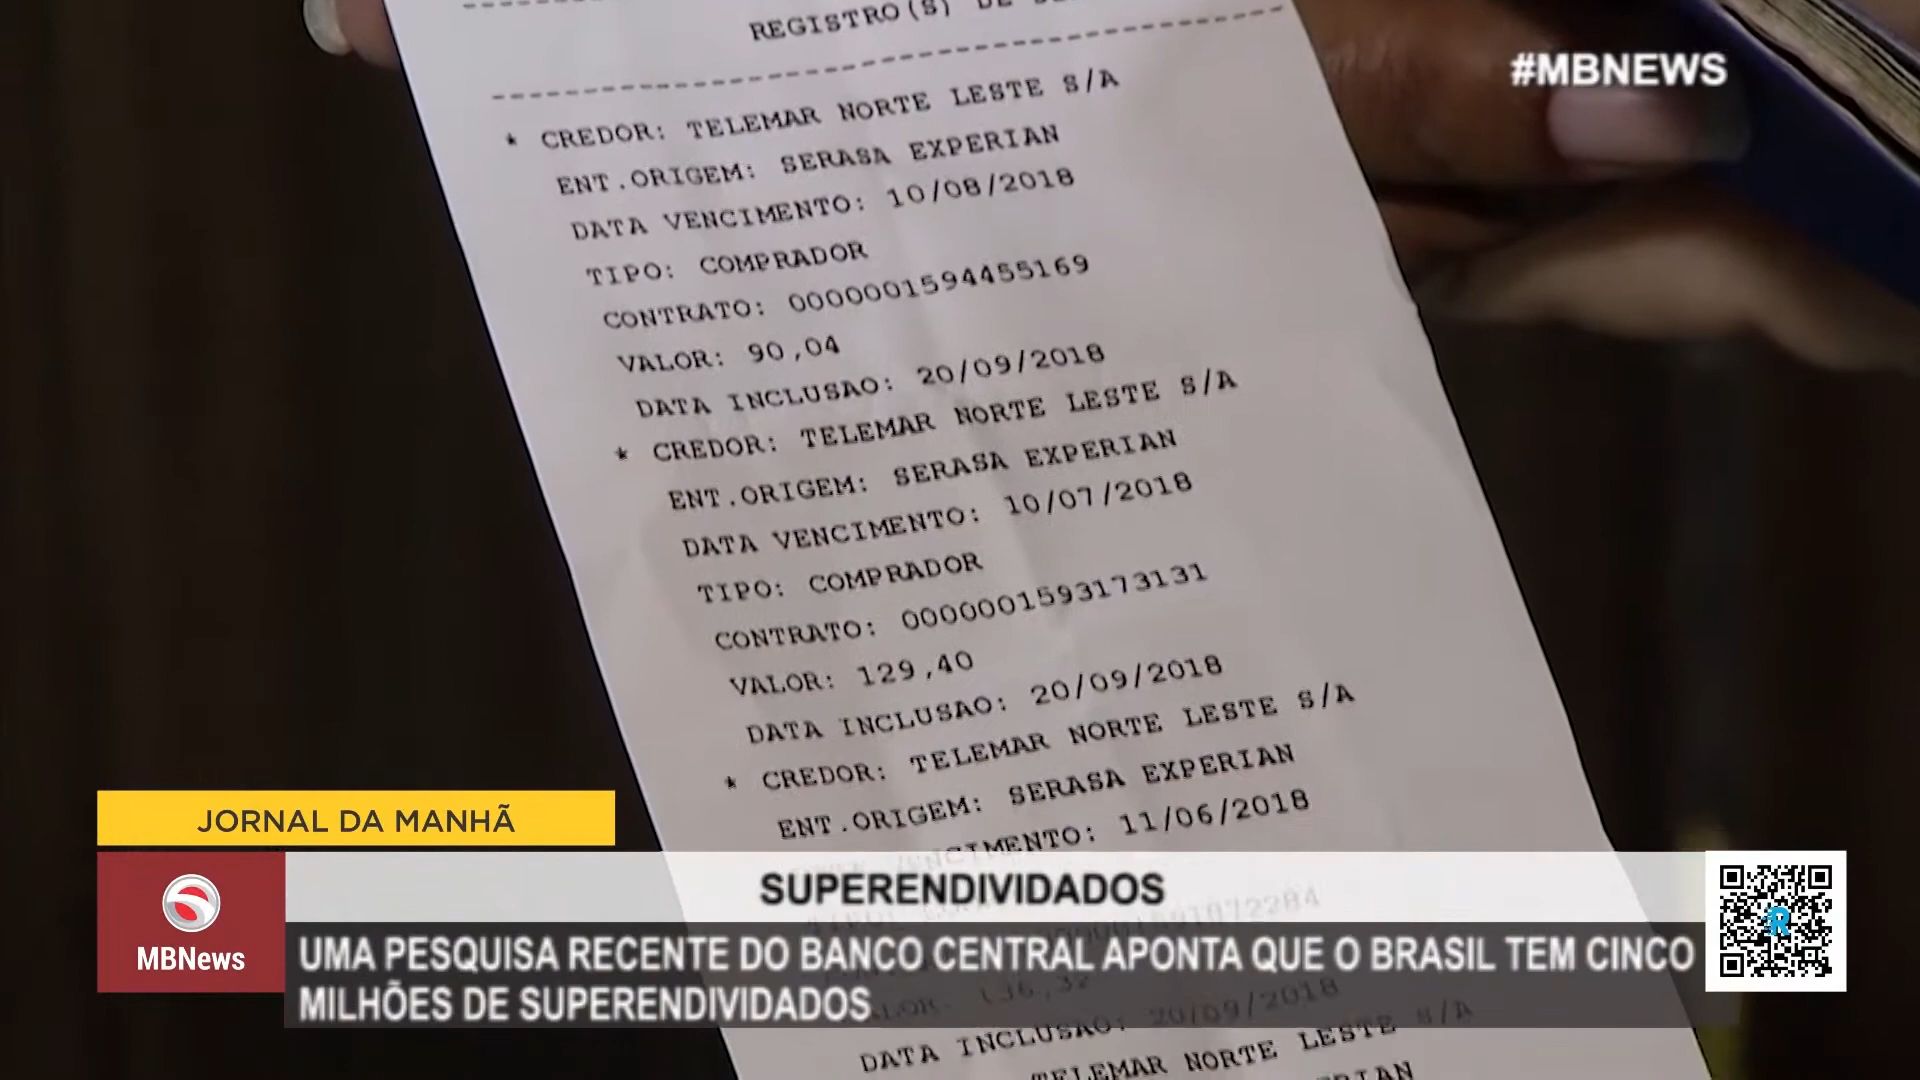 REGISTRO(S) DE
#MBNEWS
* CREDOR: TELEMAR NORTE LESTE S/A
ENT.ORIGEM: SERASA EXPERIAN
DATA VENCIMENTO: 10/08/2018
TIPO: COMPRADOR
CONTRATO: 0000001594455169
VALOR: 90,04
DATA INCLUSAO: 20/09/2018
* CREDOR: TELEMAR NORTE LESTE S/A
ENT.ORIGEM: SERASA EXPERIAN
DATA VENCIMENTO: 10/07/2018
TIPO: COMPRADOR
CONTRATO: 0000001593173131
VALOR: 129,40
DATA INCLUSAO: 20/09/2018
* CREDOR: TELEMAR NORTE LESTE S/A
ENT.ORIGEM: SERASA EXPERIAN
VENCIMENTO: 11/06/2018
JORNAL DA MANHÃ
MBNews
SUPERENDIVIDADOS
UMA PESQUISA RECENTE DO BANCO CENTRAL APONTA QUE O BRASIL TEM CINCO
MILHÕES DE SUPERENDIVIDADOS
DATA INCLUSAO: 20/09/2018
TELEMAR NORTE LESTE S/A